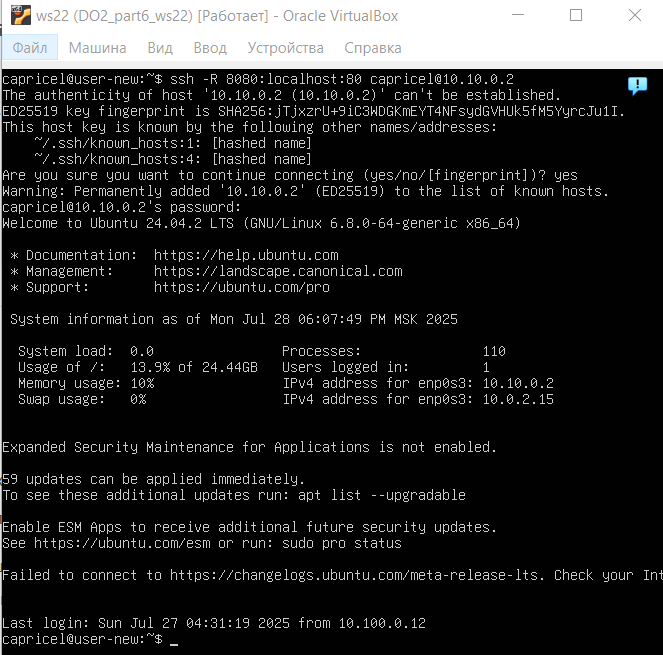 ws22 (DO2_part6_ws22) [Работает] - Oracle VirtualBox
Файл Машина Вид Ввод Устройства Справка
capricel@user-new:~$ ssh -R 8080:localhost:80 capricel@10.10.0.2
The authenticity of host '10.10.0.2 (10.10.0.2)' can't be established.
ED25519 key fingerprint is SHA256:jTjxzrU+9iC3WDGKmEYT4NFsydGVHUk5fM5YyrcJu1I.
This host key is known by the following other names/addresses:
    ~/.ssh/known_hosts:1: [hashed name]
    ~/.ssh/known_hosts:4: [hashed name]
Are you sure you want to continue connecting (yes/no/[fingerprint])? yes
Warning: Permanently added '10.10.0.2' (ED25519) to the list of known hosts.
capricel@10.10.0.2's password:
Welcome to Ubuntu 24.04.2 LTS (GNU/Linux 6.8.0-64-generic x86_64)
 * Documentation:  https://help.ubuntu.com
 * Management:     https://landscape.canonical.com
 * Support:        https://ubuntu.com/pro
 System information as of Mon Jul 28 06:07:49 PM MSK 2025
  System load:  0.0                Processes:               110
  Usage of /:   13.9% of 24.44GB   Users logged in:         1
  Memory usage: 10%                IPv4 address for enp0s3: 10.10.0.2
  Swap usage:   0%                 IPv4 address for enp0s3: 10.0.2.15
Expanded Security Maintenance for Applications is not enabled.
59 updates can be applied immediately.
To see these additional updates run: apt list --upgradable
Enable ESM Apps to receive additional future security updates.
See https://ubuntu.com/esm or run: sudo pro status
Failed to connect to https://changelogs.ubuntu.com/meta-release-lts. Check your Int
Last login: Sun Jul 27 04:31:19 2025 from 10.100.0.12
capricel@user-new:~$ _